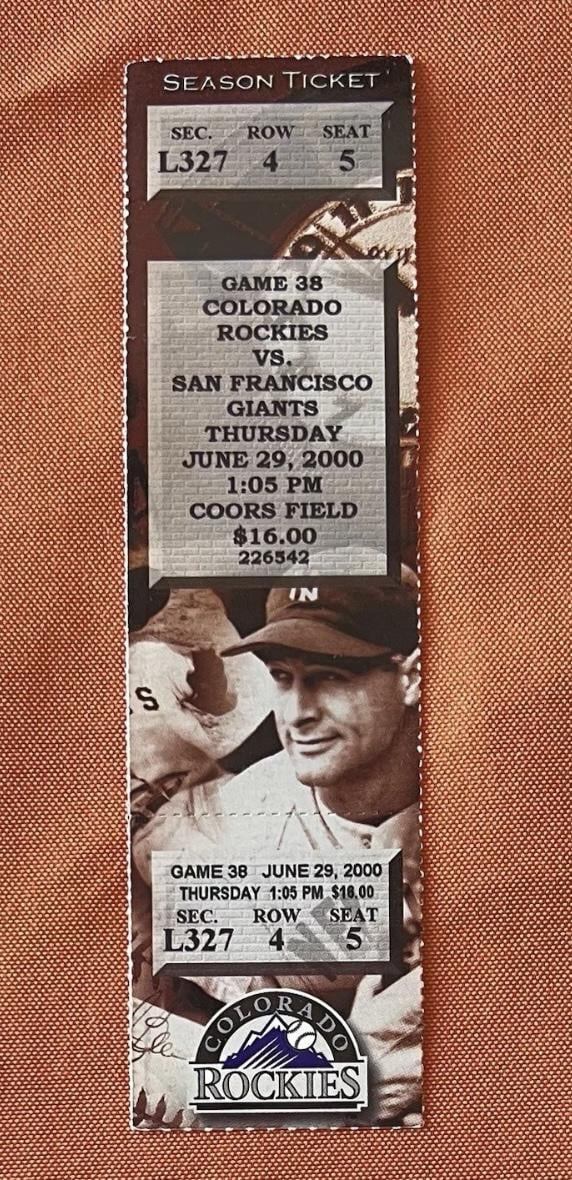 SEASON TICKET
SEC. ROW SEAT
L327 4 5
GAME 38
COLORADO
ROCKIES
VS.
SAN FRANCISCO
GIANTS
THURSDAY
JUNE 29, 2000
1:05 PM
COORS FIELD
$16.00
226542
S
GAME 38 JUNE 29, 2000
THURSDAY 1:05 PM $16.00
SEC. ROW SEAT
L327 4 5
COLORADO
ROCKIES